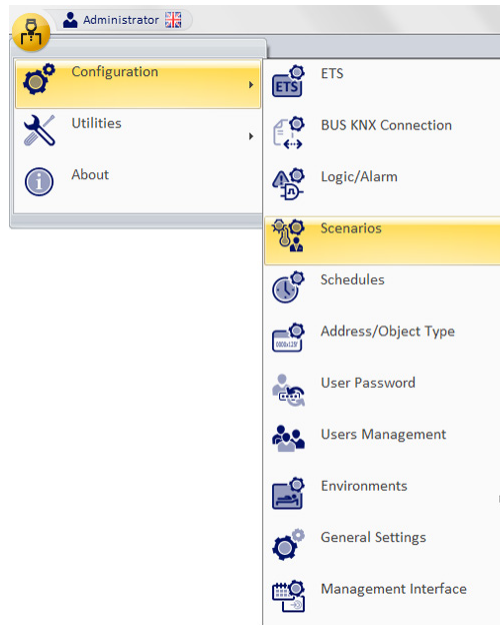 Administrator
Configuration
Utilities
About
ETS
ETS
BUS KNX Connection
Logic/Alarm
Scenarios
Schedules
Address/Object Type
User Password
Users Management
Environments
General Settings
Management Interface